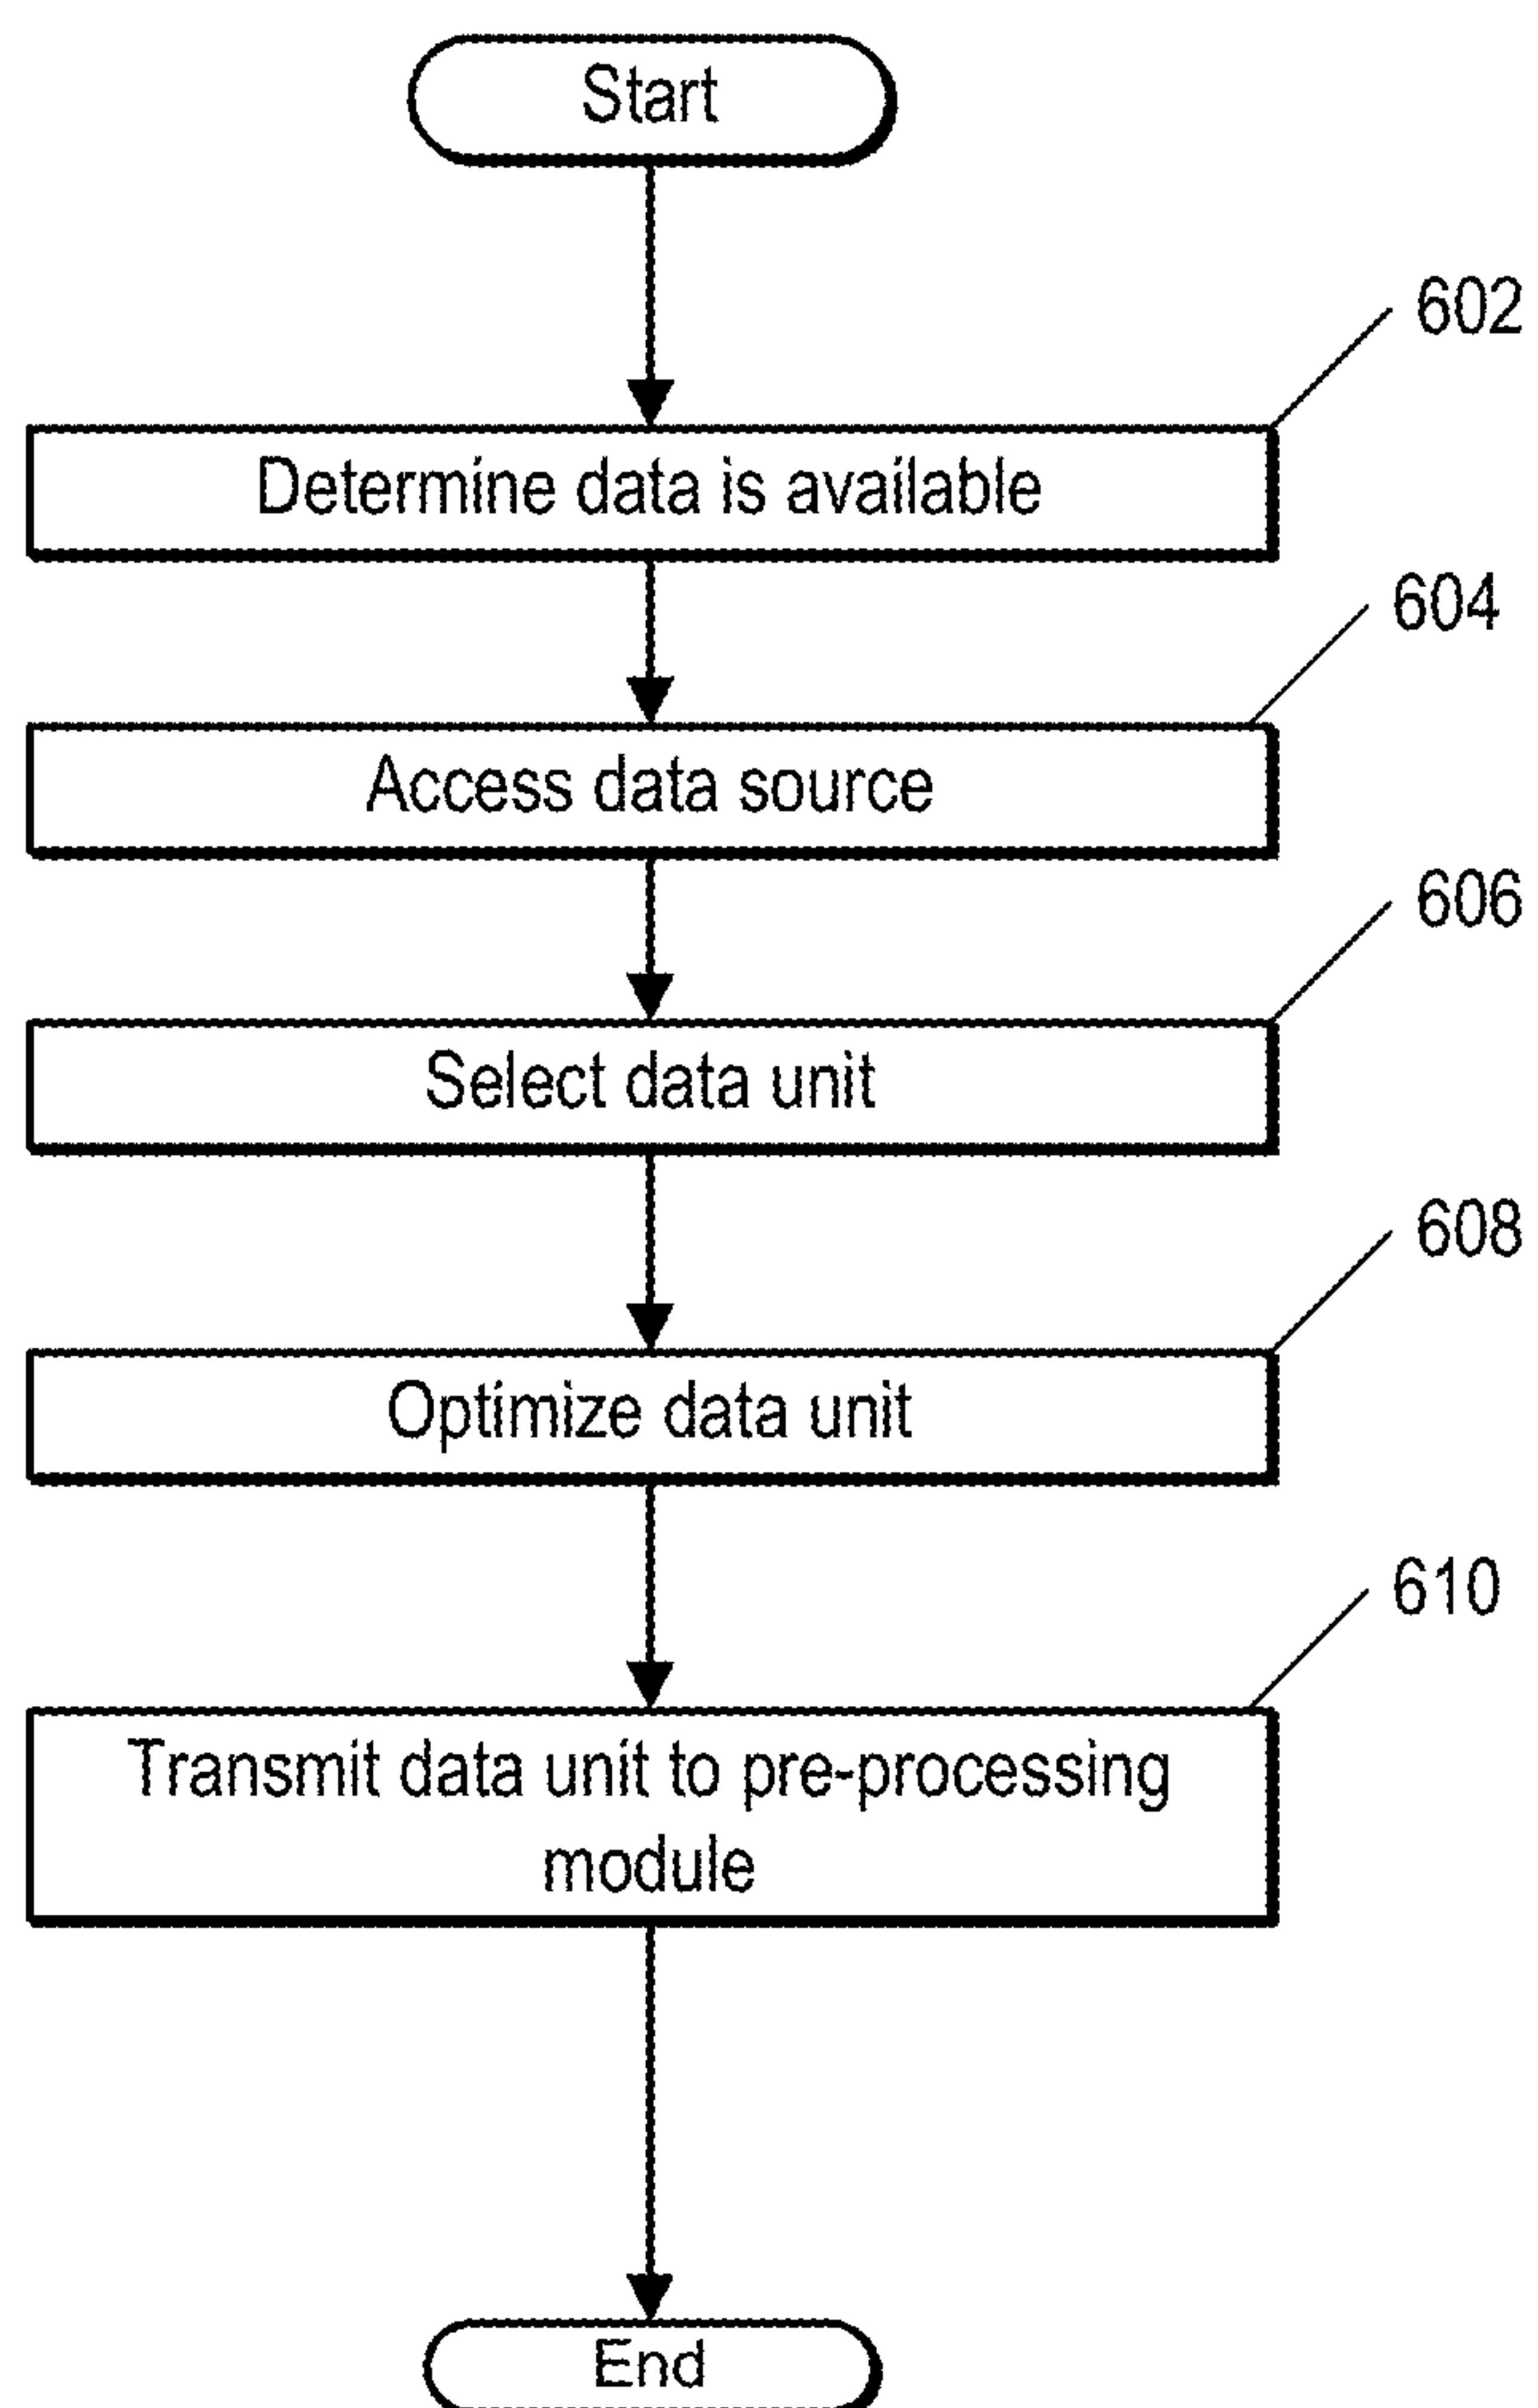 Start
602
Determine data is available
604
Access data source
606
Select data unit
608
Optimize data unit
610
Transmit data unit to pre-processing
module
End